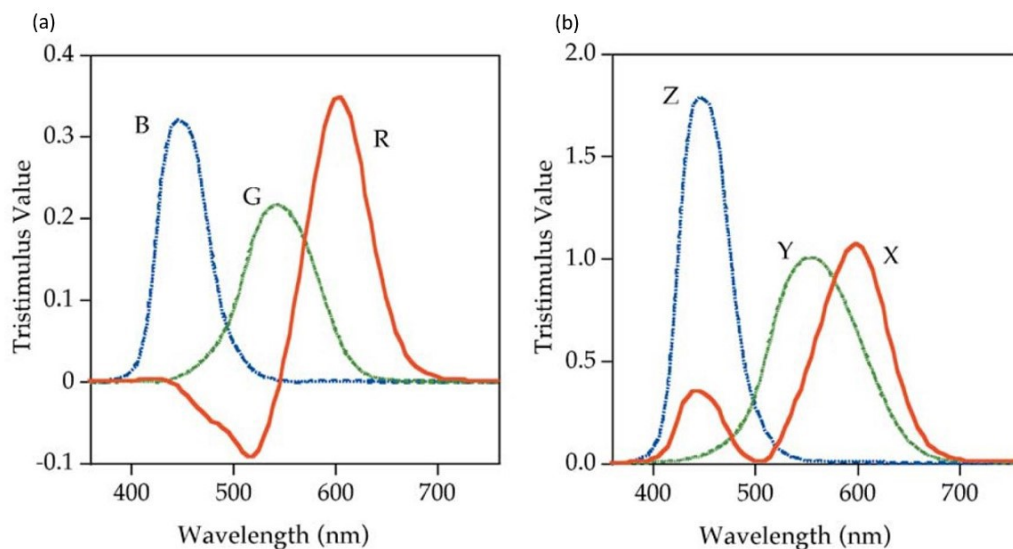 (a)
0.4
0.3
0.2
0.1
0
-0.1
Tristimulus Value
B
G
R
400 500 600 700
Wavelength (nm)
(b)
2.0
1.5
1.0
0.5
0.0
Tristimulus Value
Z
Y
X
400 500 600 700
Wavelength (nm)